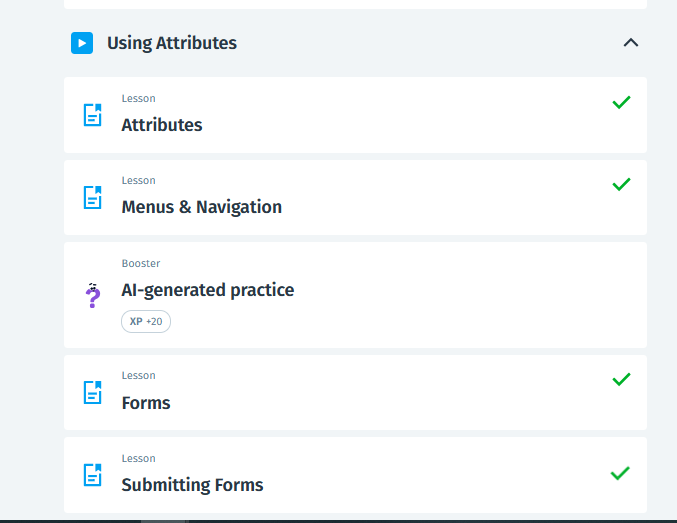 Using Attributes
Lesson
Attributes
Lesson
Menus & Navigation
Booster
AI-generated practice
XP +20
Lesson
Forms
Lesson
Submitting Forms